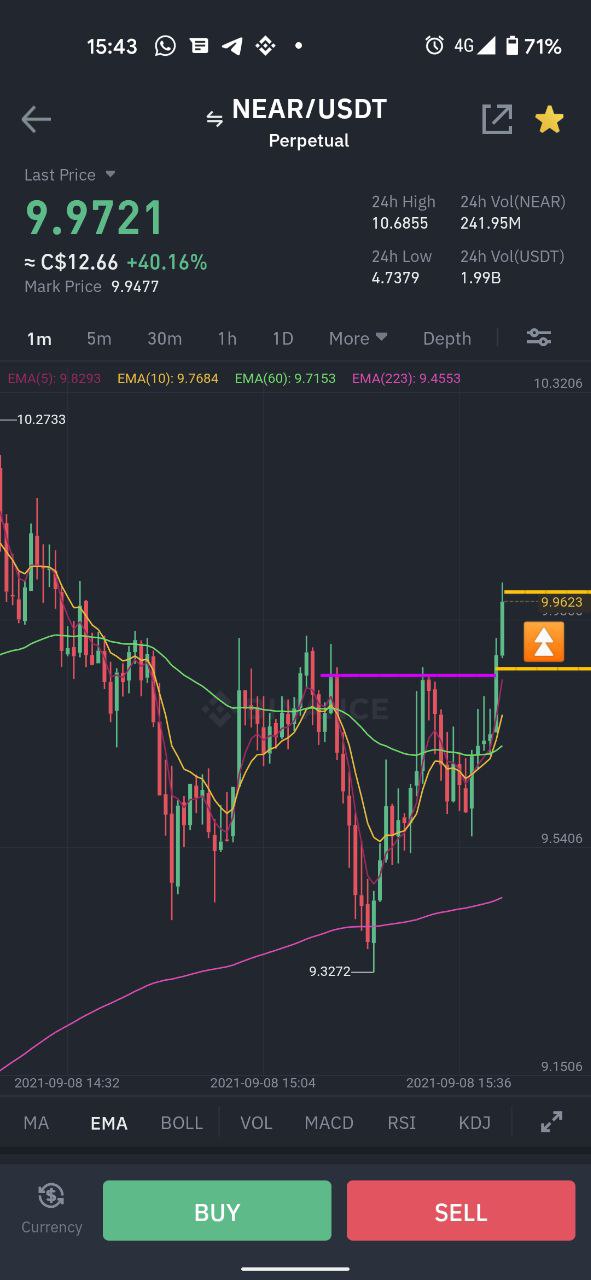 15:43
4G 71%
NEAR/USDT
Perpetual
Last Price
9.9721
≈ C$12.66 +40.16%
Mark Price 9.9477
24h High
10.6855
24h Vol(NEAR)
241.95M
24h Low
4.7379
24h Vol(USDT)
1.99B
1m 5m 30m 1h 1D More Depth
EMA(5): 9.8293 EMA(10): 9.7684 EMA(60): 9.7153 EMA(223): 9.4553
10.3206
10.2733
9.9623
9.5406
9.3272
9.1506
2021-09-08 14:32 2021-09-08 15:04 2021-09-08 15:36
MA EMA BOLL VOL MACD RSI KDJ
Currency
BUY
SELL